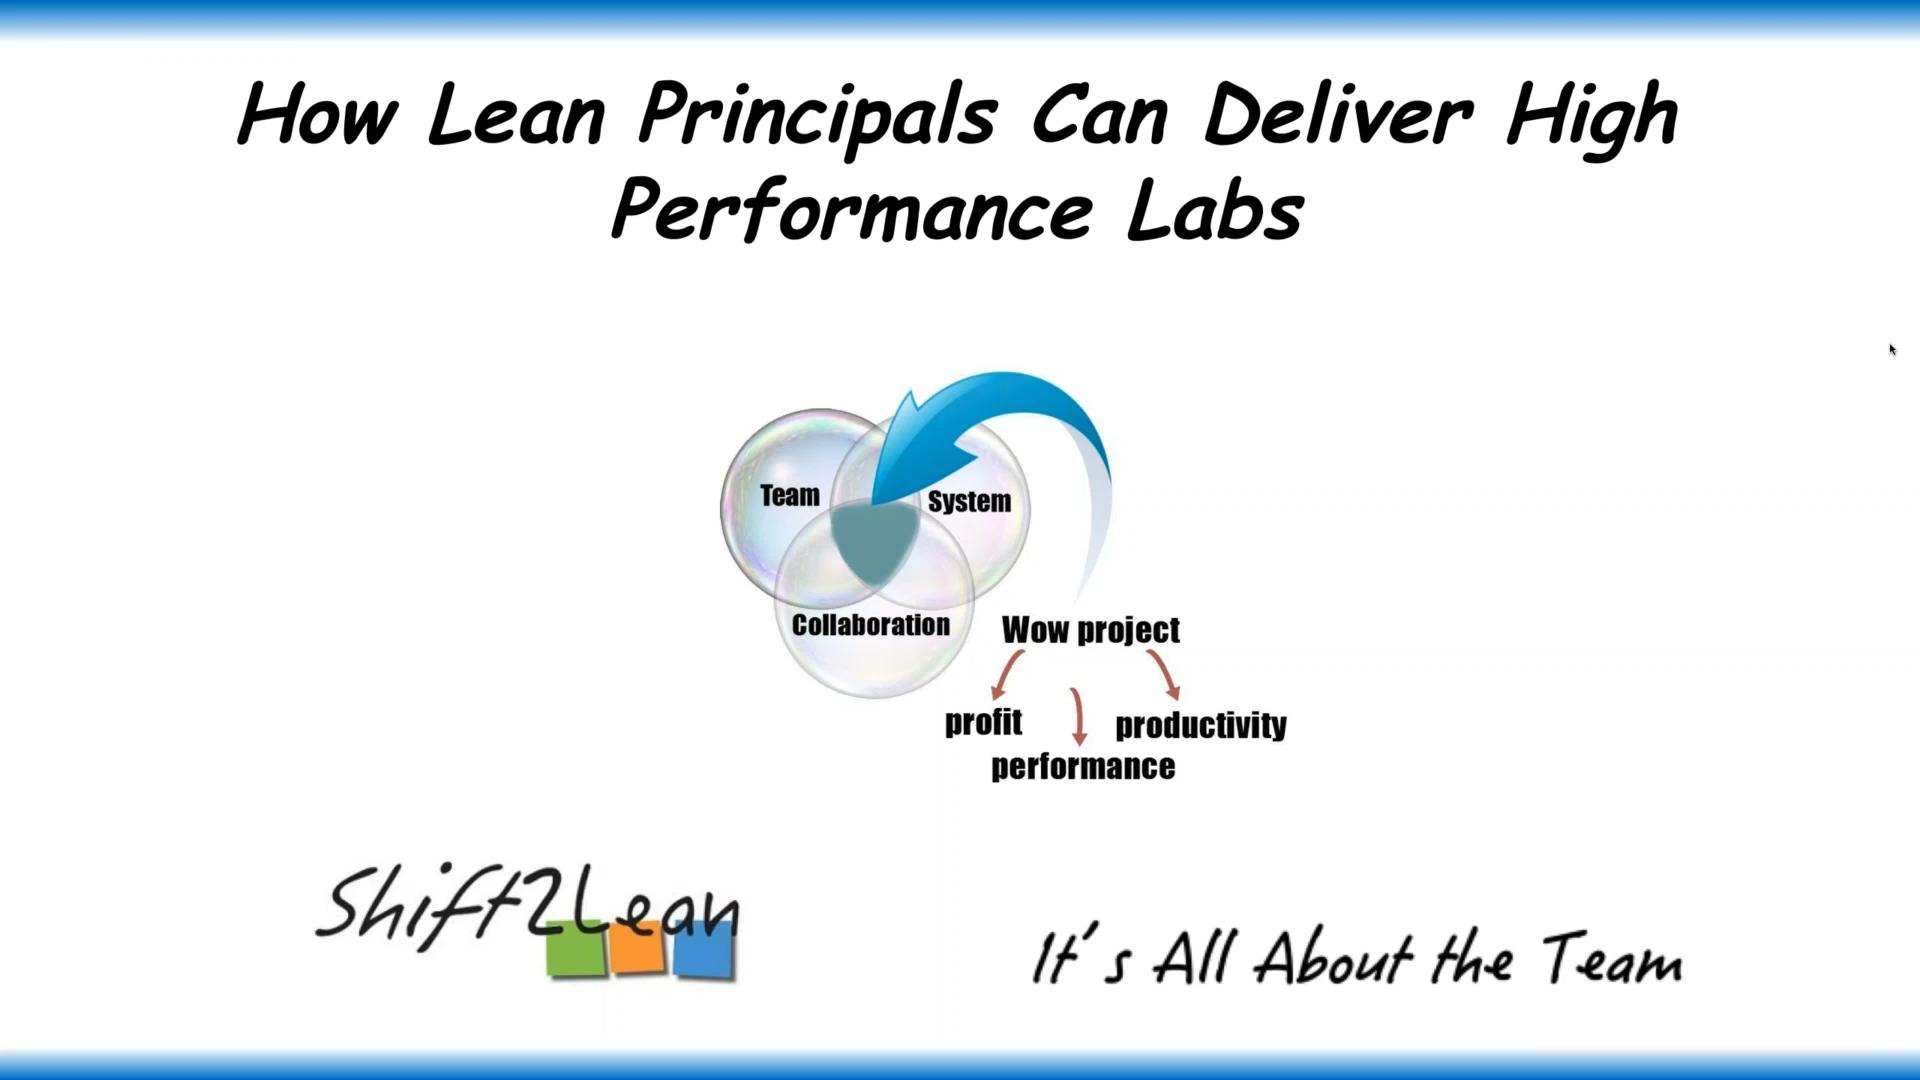 How Lean Principals Can Deliver High
Performance Labs
Team
System
Collaboration
Wow project
profit
productivity
performance
Shift2Lean
It's All About the Team